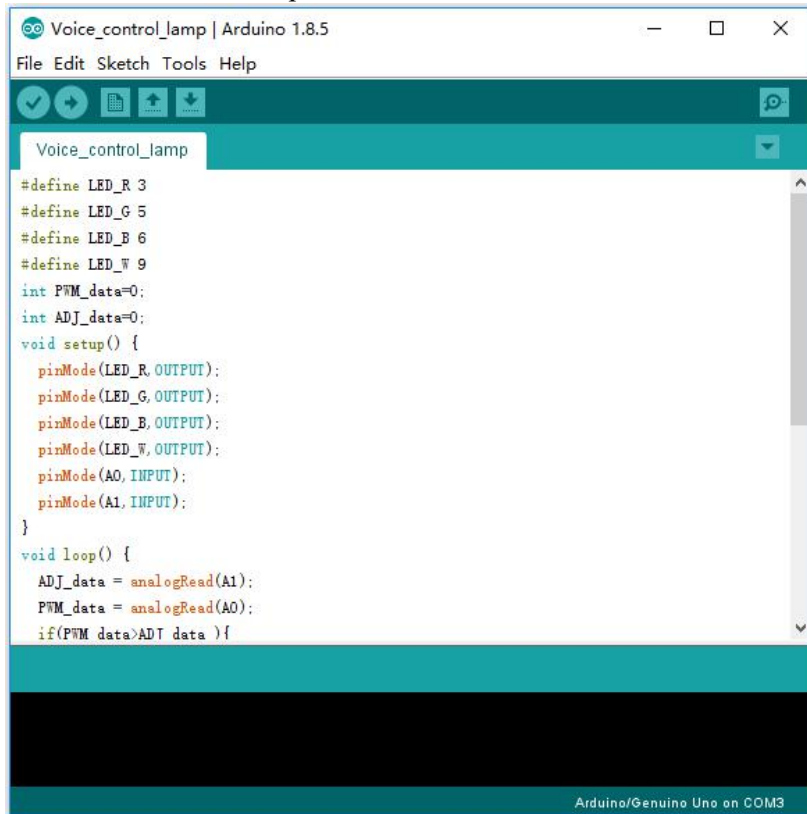 Voice_control_lamp | Arduino 1.8.5
File Edit Sketch Tools Help
Voice_control_lamp
#define LED_R 3
#define LED_G 5
#define LED_B 6
#define LED_W 9
int PWM_data=0;
int ADJ_data=0;
void setup() {
pinMode(LED_R,OUTPUT);
pinMode(LED_G,OUTPUT);
pinMode(LED_B,OUTPUT);
pinMode(LED_W,OUTPUT);
pinMode(A0,INPUT);
pinMode(A1,INPUT);
}
void loop() {
ADJ_data = analogRead(A1);
PWM_data = analogRead(A0);
if(PWM_data>ADJ_data ){
Arduino/Genuino Uno on COM3